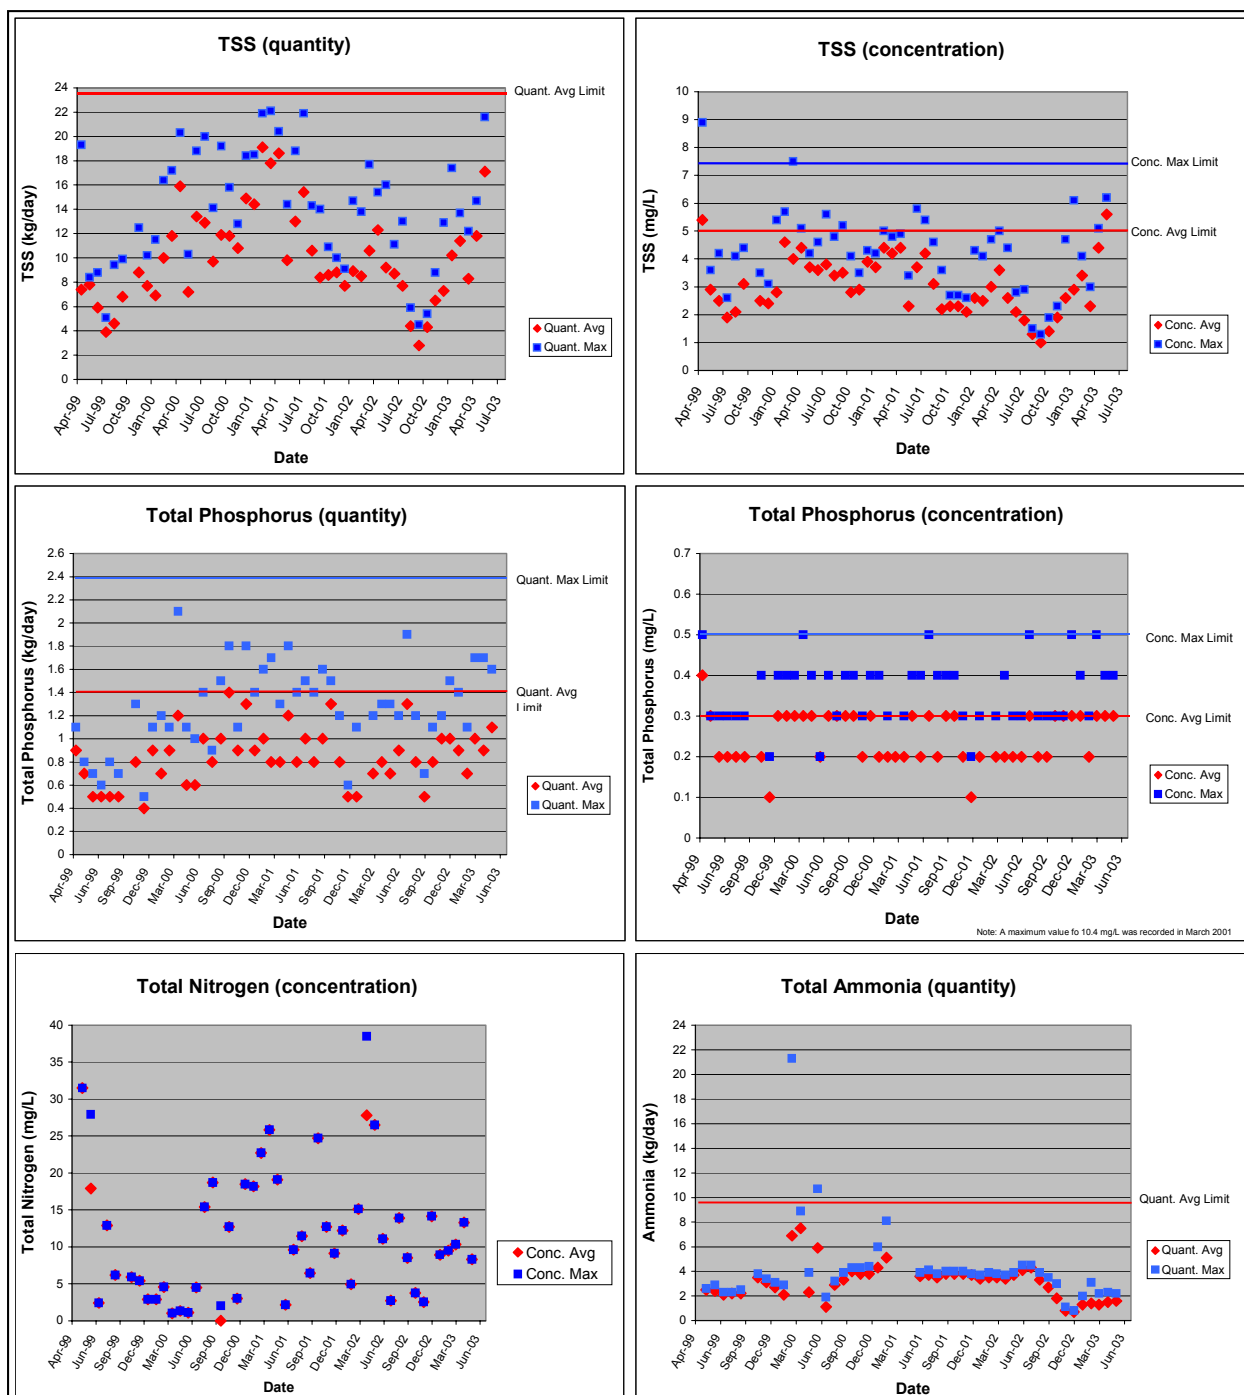 TSS (quantity)
24
22
20
18
16
14
12
10
8
6
4
2
0
TSS (kg/day)
Quant. Avg Limit
Quant. Avg
Quant. Max
Apr-99
Jul-99
Oct-99
Jan-00
Apr-00
Jul-00
Oct-00
Jan-01
Apr-01
Jul-01
Oct-01
Jan-02
Apr-02
Jul-02
Oct-02
Jan-03
Apr-03
Jul-03
Date
TSS (concentration)
10
9
8
7
6
5
4
3
2
1
0
TSS (mg/L)
Conc. Max Limit
Conc. Avg Limit
Conc. Avg
Conc. Max
Apr-99
Jul-99
Oct-99
Jan-00
Apr-00
Jul-00
Oct-00
Jan-01
Apr-01
Jul-01
Oct-01
Jan-02
Apr-02
Jul-02
Oct-02
Jan-03
Apr-03
Jul-03
Date
Total Phosphorus (quantity)
2.6
2.4
2.2
2
1.8
1.6
1.4
1.2
1
0.8
0.6
0.4
0.2
0
Total Phosphorus (kg/day)
Quant. Max Limit
Quant. Avg
Limit
Quant. Avg
Quant. Max
Apr-99
Jun-99
Sep-99
Dec-99
Mar-00
Jun-00
Sep-00
Dec-00
Mar-01
Jun-01
Sep-01
Dec-01
Mar-02
Jun-02
Sep-02
Dec-02
Mar-03
Jun-03
Date
Total Phosphorus (concentration)
0.7
0.6
0.5
0.4
0.3
0.2
0.1
0
Total Phosphorus (mg/L)
Conc. Max Limit
Conc. Avg Limit
Conc. Avg
Conc. Max
Apr-99
Jun-99
Sep-99
Dec-99
Mar-00
Jun-00
Sep-00
Dec-00
Mar-01
Jun-01
Sep-01
Dec-01
Mar-02
Jun-02
Sep-02
Dec-02
Mar-03
Jun-03
Date
Note: A maximum value fo 10.4 mg/L was recorded in March 2001
Total Nitrogen (concentration)
40
35
30
25
20
15
10
5
0
Total Nitrogen (mg/L)
Conc. Avg
Conc. Max
Apr-99
Jun-99
Sep-99
Dec-99
Mar-00
Jun-00
Sep-00
Dec-00
Mar-01
Jun-01
Sep-01
Dec-01
Mar-02
Jun-02
Sep-02
Dec-02
Mar-03
Jun-03
Date
Total Ammonia (quantity)
24
22
20
18
16
14
12
10
8
6
4
2
0
Ammonia (kg/day)
Quant. Avg Limit
Quant. Avg
Quant. Max
Apr-99
Jun-99
Sep-99
Dec-99
Mar-00
Jun-00
Sep-00
Dec-00
Mar-01
Jun-01
Sep-01
Dec-01
Mar-02
Jun-02
Sep-02
Dec-02
Mar-03
Jun-03
Date